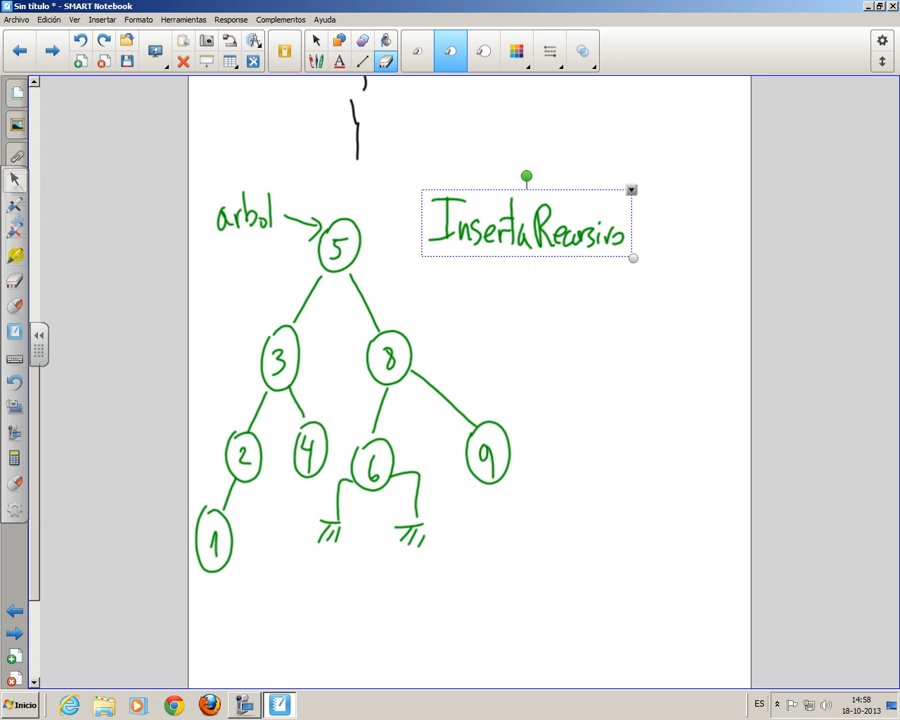 Sin título * - SMART Notebook
Archivo Edición Ver Insertar Formato Herramientas Response Complementos Ayuda
arbol
InsertaRecursivo
5
3
8
2
4
6
9
1
Inicio
ES
14:58
18-10-2013